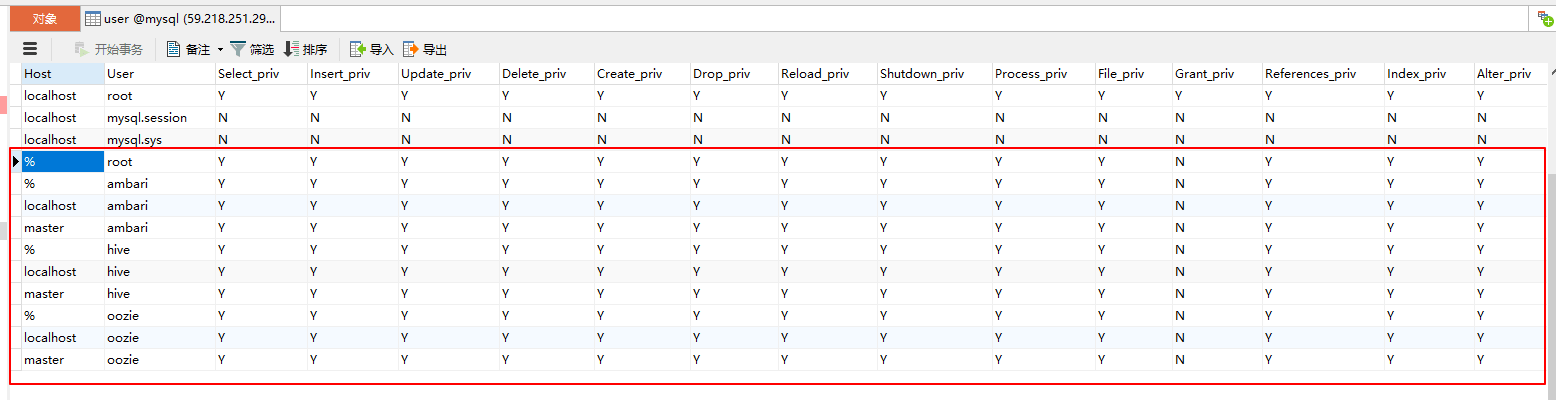 对象 user @mysql (59.218.251.29...
开始事务 备注 筛选 排序 导入 导出
Host User Select_priv Insert_priv Update_priv Delete_priv Create_priv Drop_priv Reload_priv Shutdown_priv Process_priv File_priv Grant_priv References_priv Index_priv Alter_priv
localhost root Y Y Y Y Y Y Y Y Y Y Y Y Y Y
localhost mysql.session N N N N N N N N N N N N N N
localhost mysql.sys N N N N N N N N N N N N N N
% root Y Y Y Y Y Y Y Y Y Y N Y Y Y
% ambari Y Y Y Y Y Y Y Y Y Y N Y Y Y
localhost ambari Y Y Y Y Y Y Y Y Y Y N Y Y Y
master ambari Y Y Y Y Y Y Y Y Y Y N Y Y Y
% hive Y Y Y Y Y Y Y Y Y Y N Y Y Y
localhost hive Y Y Y Y Y Y Y Y Y Y N Y Y Y
master hive Y Y Y Y Y Y Y Y Y Y N Y Y Y
% oozie Y Y Y Y Y Y Y Y Y Y N Y Y Y
localhost oozie Y Y Y Y Y Y Y Y Y Y N Y Y Y
master oozie Y Y Y Y Y Y Y Y Y Y N Y Y Y